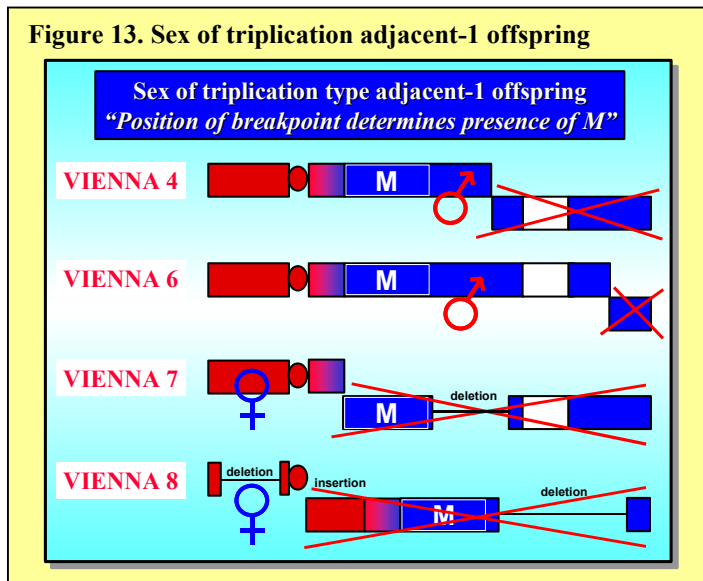 Figure 13. Sex of triplication adjacent-1 offspring
Sex of triplication type adjacent-1 offspring
“Position of breakpoint determines presence of M”
VIENNA 4
M
VIENNA 6
M
VIENNA 7
M
deletion
VIENNA 8
deletion
insertion
M
deletion